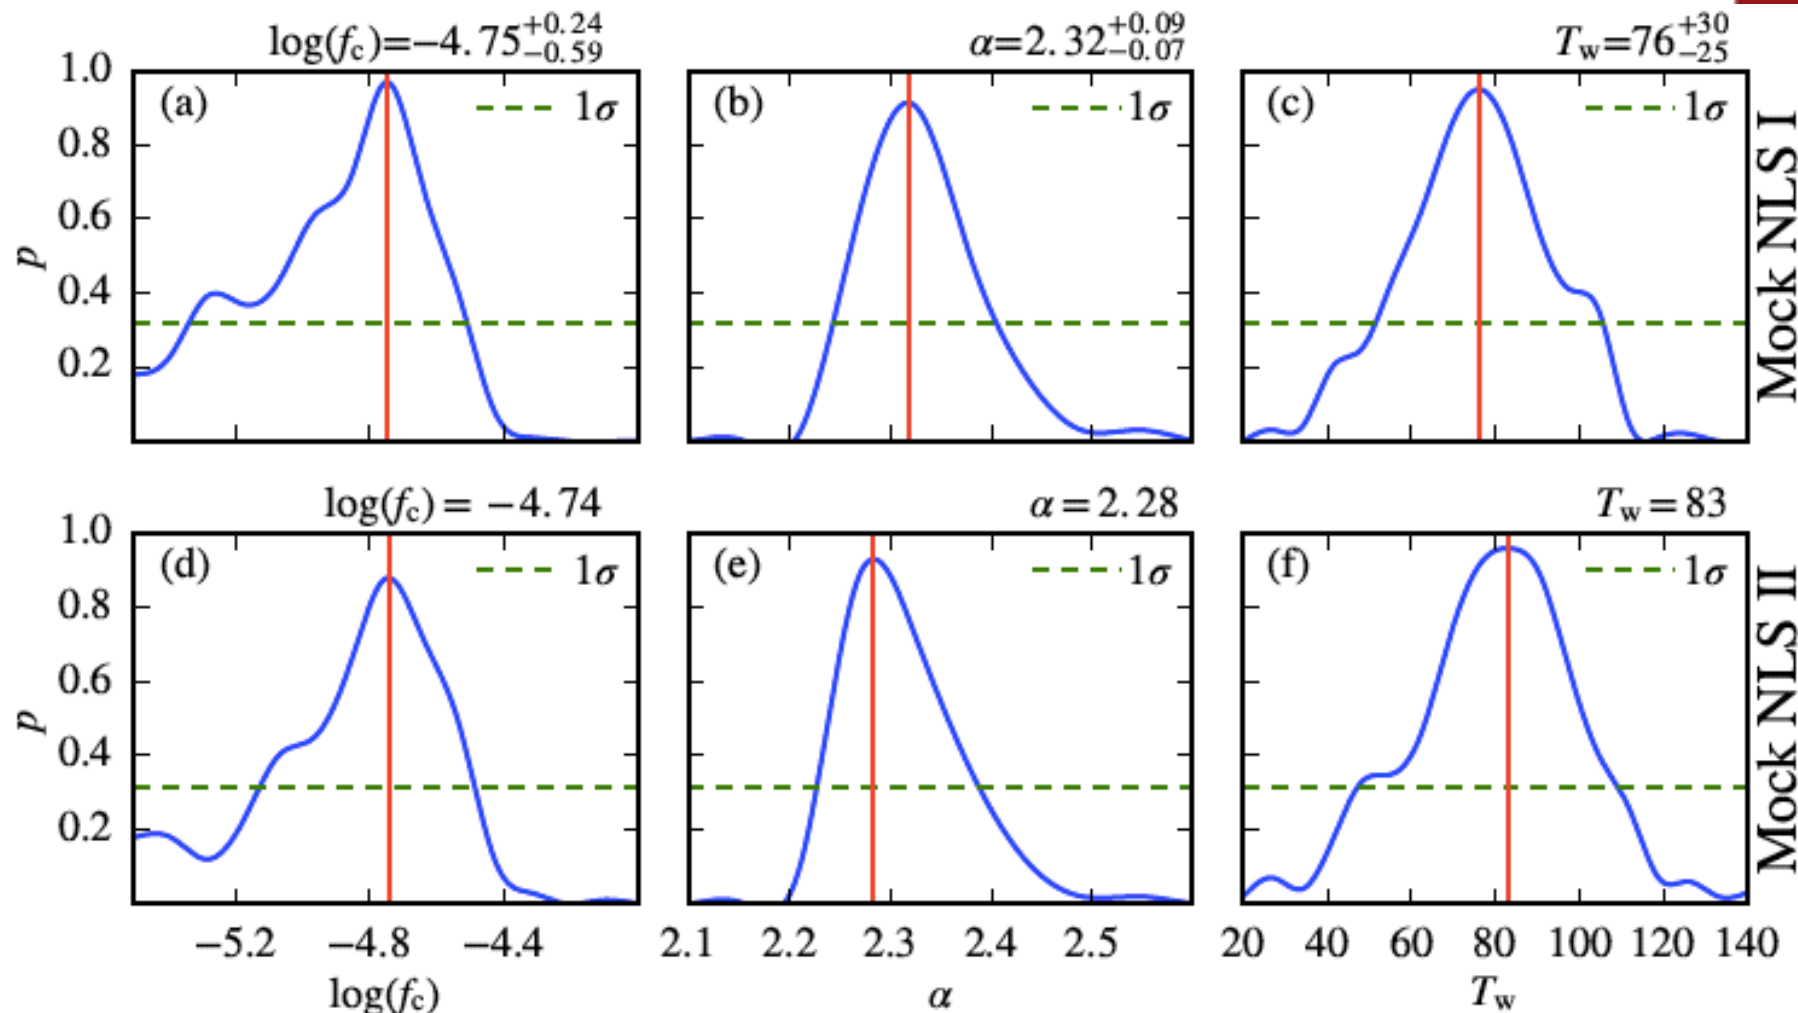 log(f_c)=−4.75^{+0.24}_{−0.59} α=2.32^{+0.09}_{−0.07} T_w=76^{+30}_{−25}
1.0 (a) 1σ (b) 1σ (c) 1σ
0.8
0.6
p
0.4
0.2
Mock NLS I
log(f_c) = −4.74 α = 2.28 T_w = 83
1.0 (d) 1σ (e) 1σ (f) 1σ
0.8
0.6
p
0.4
0.2
Mock NLS II
−5.2 −4.8 −4.4 2.1 2.2 2.3 2.4 2.5 20 40 60 80 100 120 140
log(f_c) α T_w